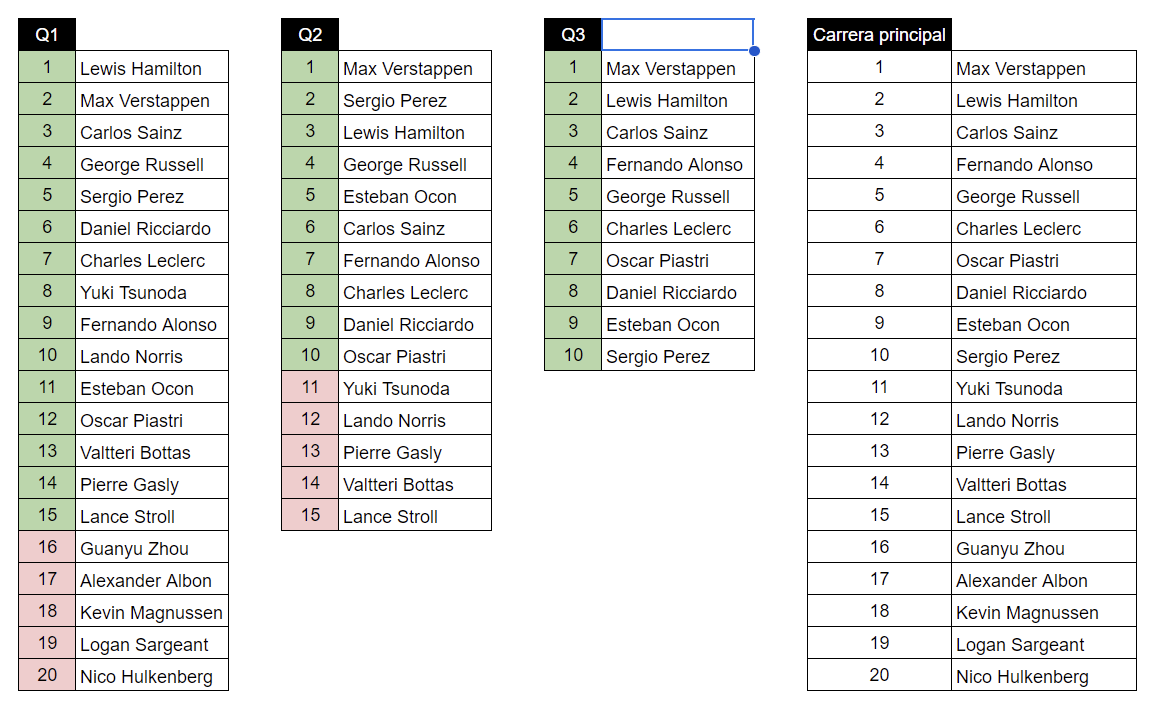 Q1
1 Lewis Hamilton
2 Max Verstappen
3 Carlos Sainz
4 George Russell
5 Sergio Perez
6 Daniel Ricciardo
7 Charles Leclerc
8 Yuki Tsunoda
9 Fernando Alonso
10 Lando Norris
11 Esteban Ocon
12 Oscar Piastri
13 Valtteri Bottas
14 Pierre Gasly
15 Lance Stroll
16 Guanyu Zhou
17 Alexander Albon
18 Kevin Magnussen
19 Logan Sargeant
20 Nico Hulkenberg
Q2
1 Max Verstappen
2 Sergio Perez
3 Lewis Hamilton
4 George Russell
5 Esteban Ocon
6 Carlos Sainz
7 Fernando Alonso
8 Charles Leclerc
9 Daniel Ricciardo
10 Oscar Piastri
11 Yuki Tsunoda
12 Lando Norris
13 Pierre Gasly
14 Valtteri Bottas
15 Lance Stroll
Q3
1 Max Verstappen
2 Lewis Hamilton
3 Carlos Sainz
4 Fernando Alonso
5 George Russell
6 Charles Leclerc
7 Oscar Piastri
8 Daniel Ricciardo
9 Esteban Ocon
10 Sergio Perez
Carrera principal
1 Max Verstappen
2 Lewis Hamilton
3 Carlos Sainz
4 Fernando Alonso
5 George Russell
6 Charles Leclerc
7 Oscar Piastri
8 Daniel Ricciardo
9 Esteban Ocon
10 Sergio Perez
11 Yuki Tsunoda
12 Lando Norris
13 Pierre Gasly
14 Valtteri Bottas
15 Lance Stroll
16 Guanyu Zhou
17 Alexander Albon
18 Kevin Magnussen
19 Logan Sargeant
20 Nico Hulkenberg